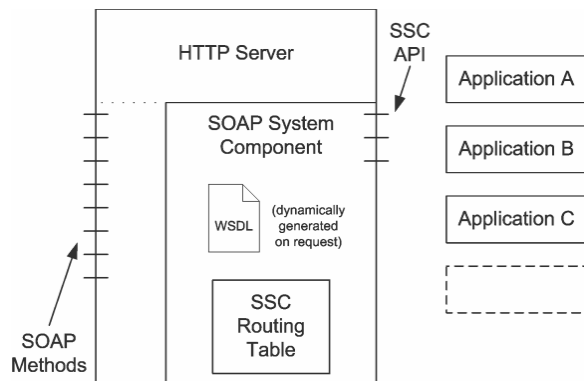 HTTP Server
SSC
API
Application A
SOAP System
Component
Application B
WSDL
(dynamically
generated
on request)
Application C
SSC
Routing
Table
SOAP
Methods